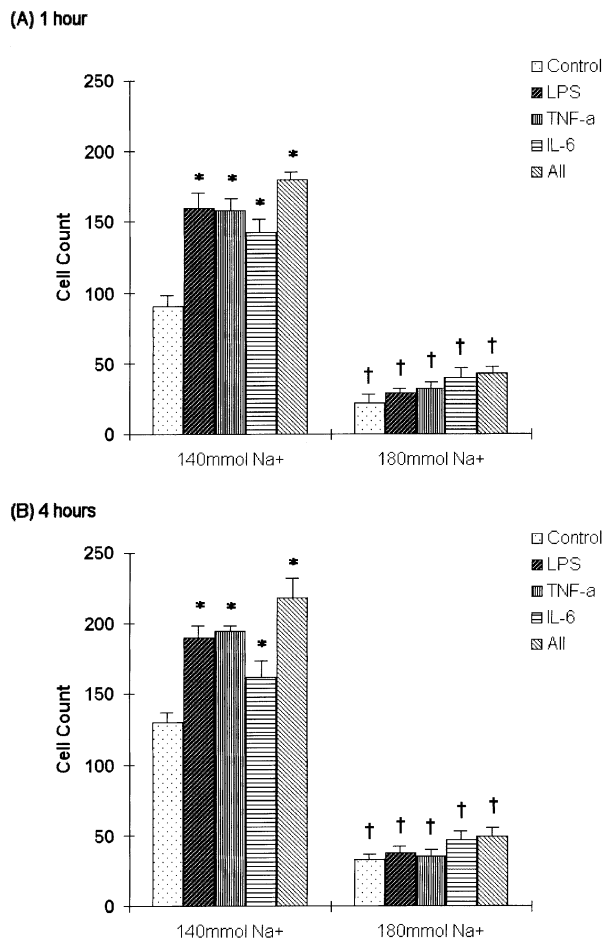 (A) 1 hour
Control
LPS
TNF-a
IL-6
All
250
200
150
100
50
0
Cell Count
* * * *
† † † † †
140mmol Na+ 180mmol Na+
(B) 4 hours
Control
LPS
TNF-a
IL-6
All
250
200
150
100
50
0
Cell Count
* * * *
† † † † †
140mmol Na+ 180mmol Na+